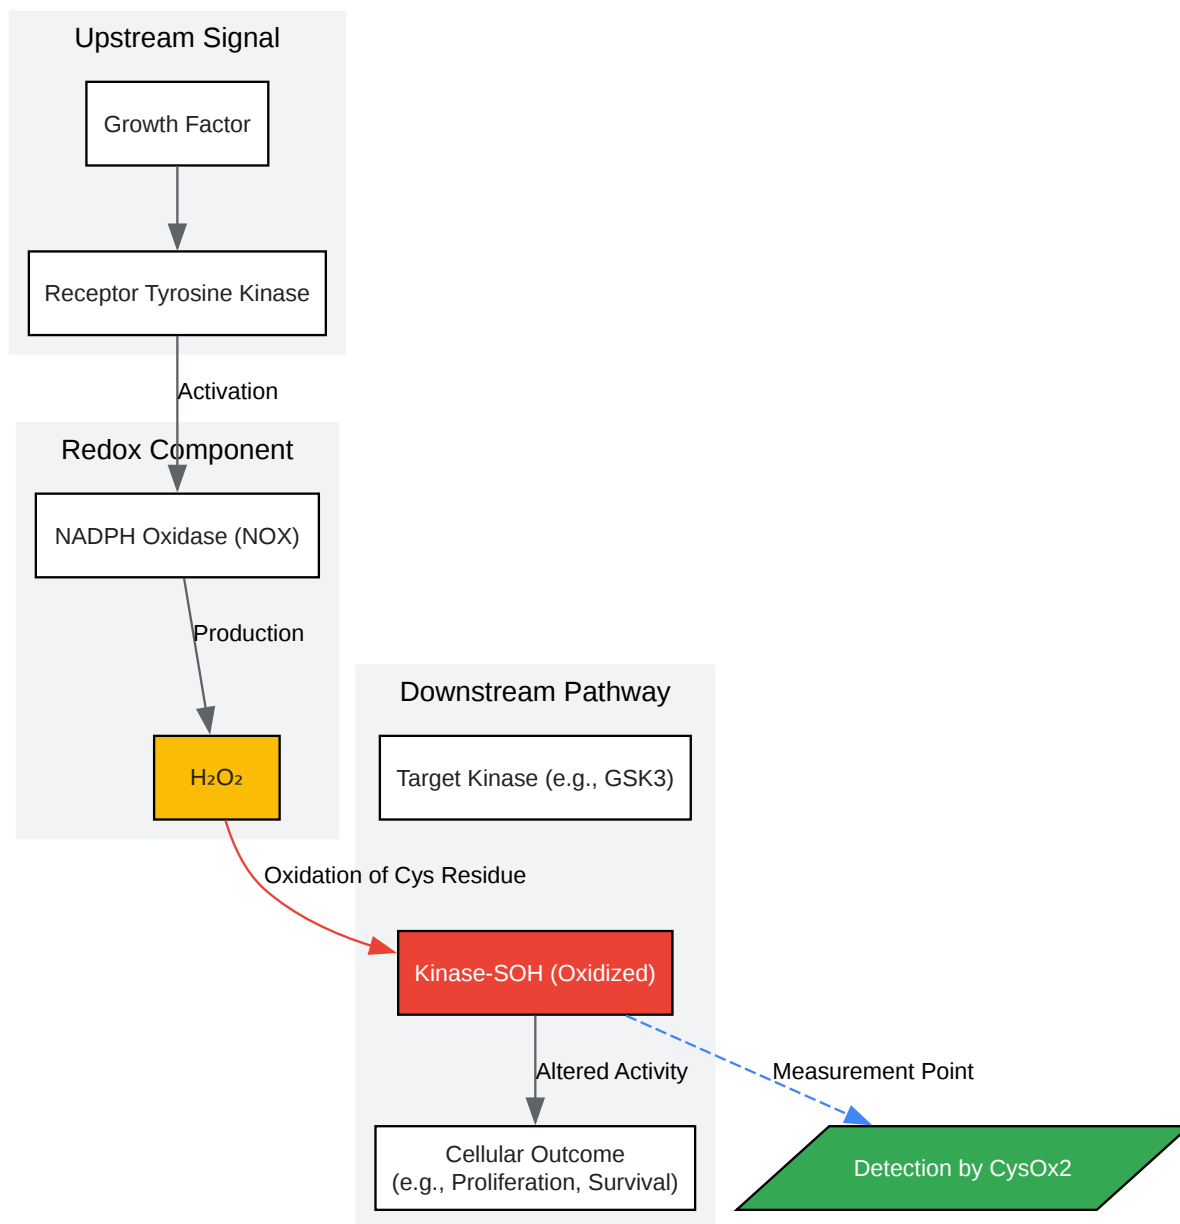 Upstream Signal
Growth Factor
Receptor Tyrosine Kinase
Activation
Redox Component
NADPH Oxidase (NOX)
Production
Downstream Pathway
H₂O₂
Target Kinase (e.g., GSK3)
Oxidation of Cys Residue
Kinase-SOH (Oxidized)
Altered Activity
Measurement Point
Cellular Outcome
(e.g., Proliferation, Survival)
Detection by CysOx2